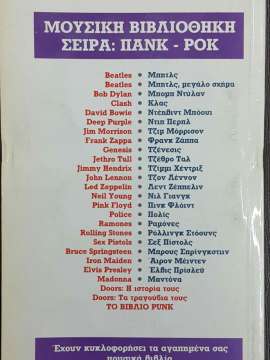 ΜΟΥΣΙΚΗ ΒΙΒΛΙΟΘΗΚΗ
ΣΕΙΡΑ: ΠΑΝΚ - ΡΟΚ
Beatles • Μπητλς
Beatles • Μπητλς, μεγάλο σχήμα
Bob Dylan • Μπομπ Ντύλαν
Clash • Κλας
David Bowie • Ντέηβιντ Μπόουι
Deep Purple • Ντιπ Περπλ
Jim Morrison • Τζιμ Μόρρισον
Frank Zappa • Φρανκ Ζάππα
Genesis • Τζένεσις
Jethro Tull • Τζέθρο Ταλ
Jimmy Hendrix • Τζίμμι Χέντριξ
John Lennon • Τζον Λέννον
Led Zeppelin • Λεντ Ζέππελιν
Neil Young • Νιλ Γιανγκ
Pink Floyd • Πινκ Φλόιντ
Police • Πολίς
Ramones • Ραμόνες
Rolling Stones • Ρόλλινγκ Στόουνς
Sex Pistols • Σεξ Πίστολς
Bruce Springsteen • Μπρους Σπρίνγκστιν
Iron Maiden • Αϊρον Μέιντεν
Elvis Presley • Έλβις Πρίσλεϋ
Madonna • Μαντόνα
Doors: Η ιστορία τους
Doors: Τα τραγούδια τους
ΤΟ ΒΙΒΛΙΟ PUNK
Έχουν κυκλοφορήσει τα αγαπημένα σας
μουσικά βιβλία